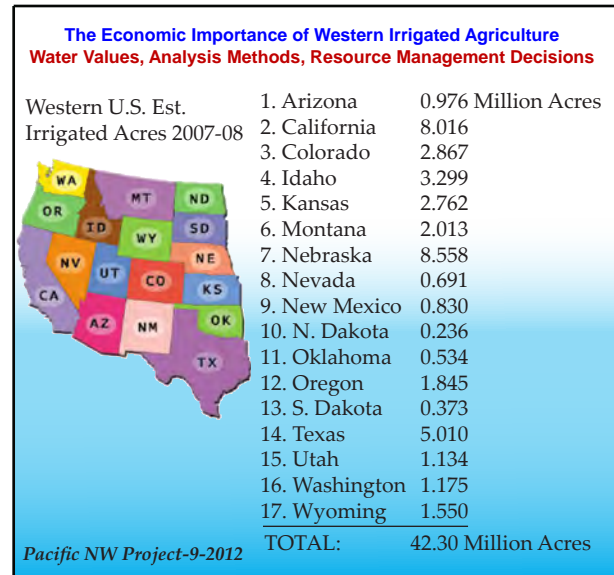 The Economic Importance of Western Irrigated Agriculture
Water Values, Analysis Methods, Resource Management Decisions
Western U.S. Est.
Irrigated Acres 2007-08
1. Arizona 0.976 Million Acres
2. California 8.016
3. Colorado 2.867
4. Idaho 3.299
5. Kansas 2.762
6. Montana 2.013
7. Nebraska 8.558
8. Nevada 0.691
9. New Mexico 0.830
10. N. Dakota 0.236
11. Oklahoma 0.534
12. Oregon 1.845
13. S. Dakota 0.373
14. Texas 5.010
15. Utah 1.134
16. Washington 1.175
17. Wyoming 1.550
TOTAL: 42.30 Million Acres
WA
MT ND
OR ID SD
WY
NV UT NE
CO KS
CA
AZ NM OK
TX
Pacific NW Project-9-2012